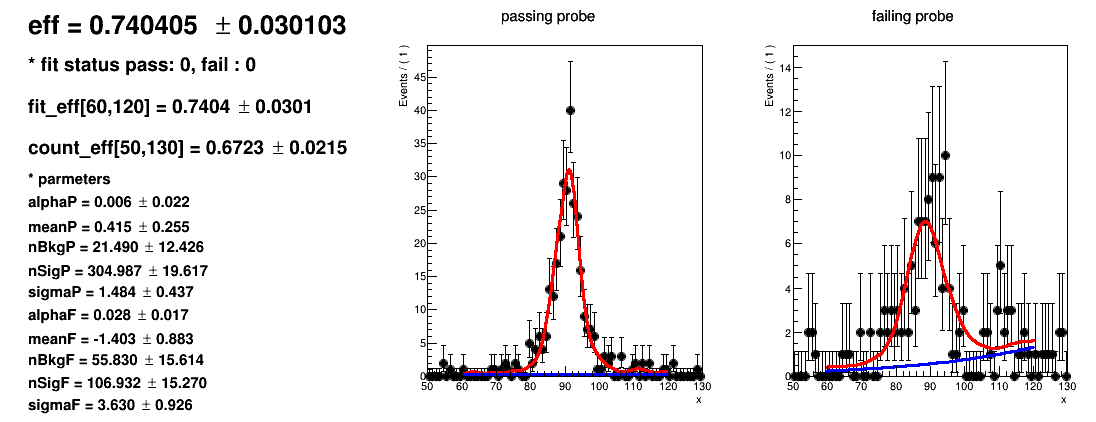 eff = 0.740405 ± 0.030103
* fit status pass: 0, fail : 0
fit_eff[60,120] = 0.7404 ± 0.0301
count_eff[50,130] = 0.6723 ± 0.0215
* parmeters
alphaP = 0.006 ± 0.022
meanP = 0.415 ± 0.255
nBkgP = 21.490 ± 12.426
nSigP = 304.987 ± 19.617
sigmaP = 1.484 ± 0.437
alphaF = 0.028 ± 0.017
meanF = -1.403 ± 0.883
nBkgF = 55.830 ± 15.614
nSigF = 106.932 ± 15.270
sigmaF = 3.630 ± 0.926
passing probe
Events / ( 1 )
45
40
35
30
25
20
15
10
5
0
50 60 70 80 90 100 110 120 130
x
failing probe
Events / ( 1 )
14
12
10
8
6
4
2
0
50 60 70 80 90 100 110 120 130
x